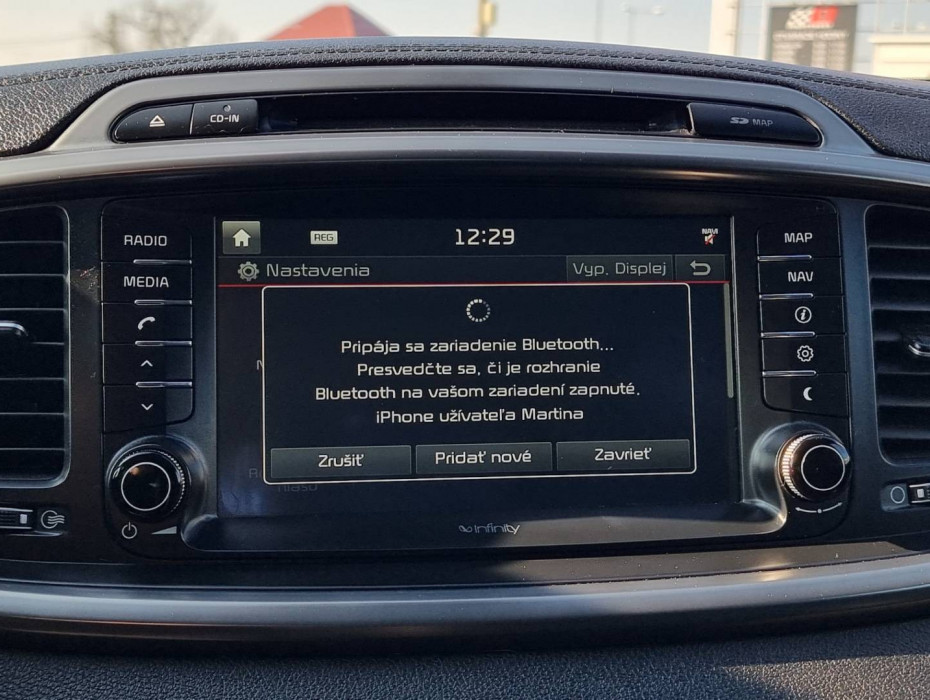 CD-IN
SD MAP
RADIO
MEDIA
REG
12:29
NAVI
MAP
NAV
Nastavenia
Vyp. Displej
Pripája sa zariadenie Bluetooth...
Presvedčte sa, či je rozhranie
Bluetooth na vašom zariadení zapnuté.
iPhone užívateľa Martina
Zrušiť
Pridať nové
Zavrieť
infinity